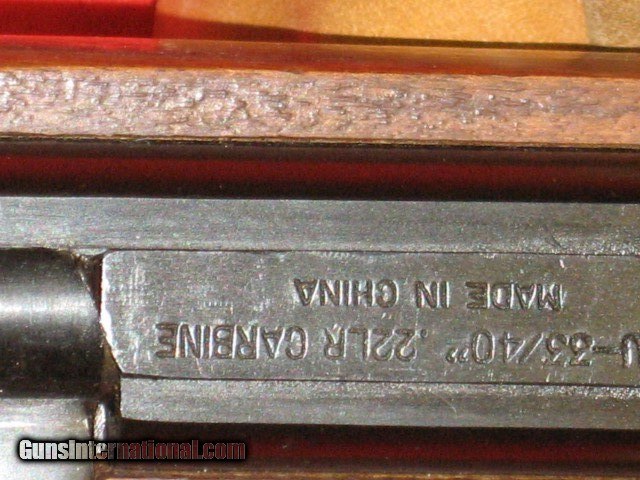 -33/40" .22LR CARBINE
MADE IN CHINA
GunsInternational.com